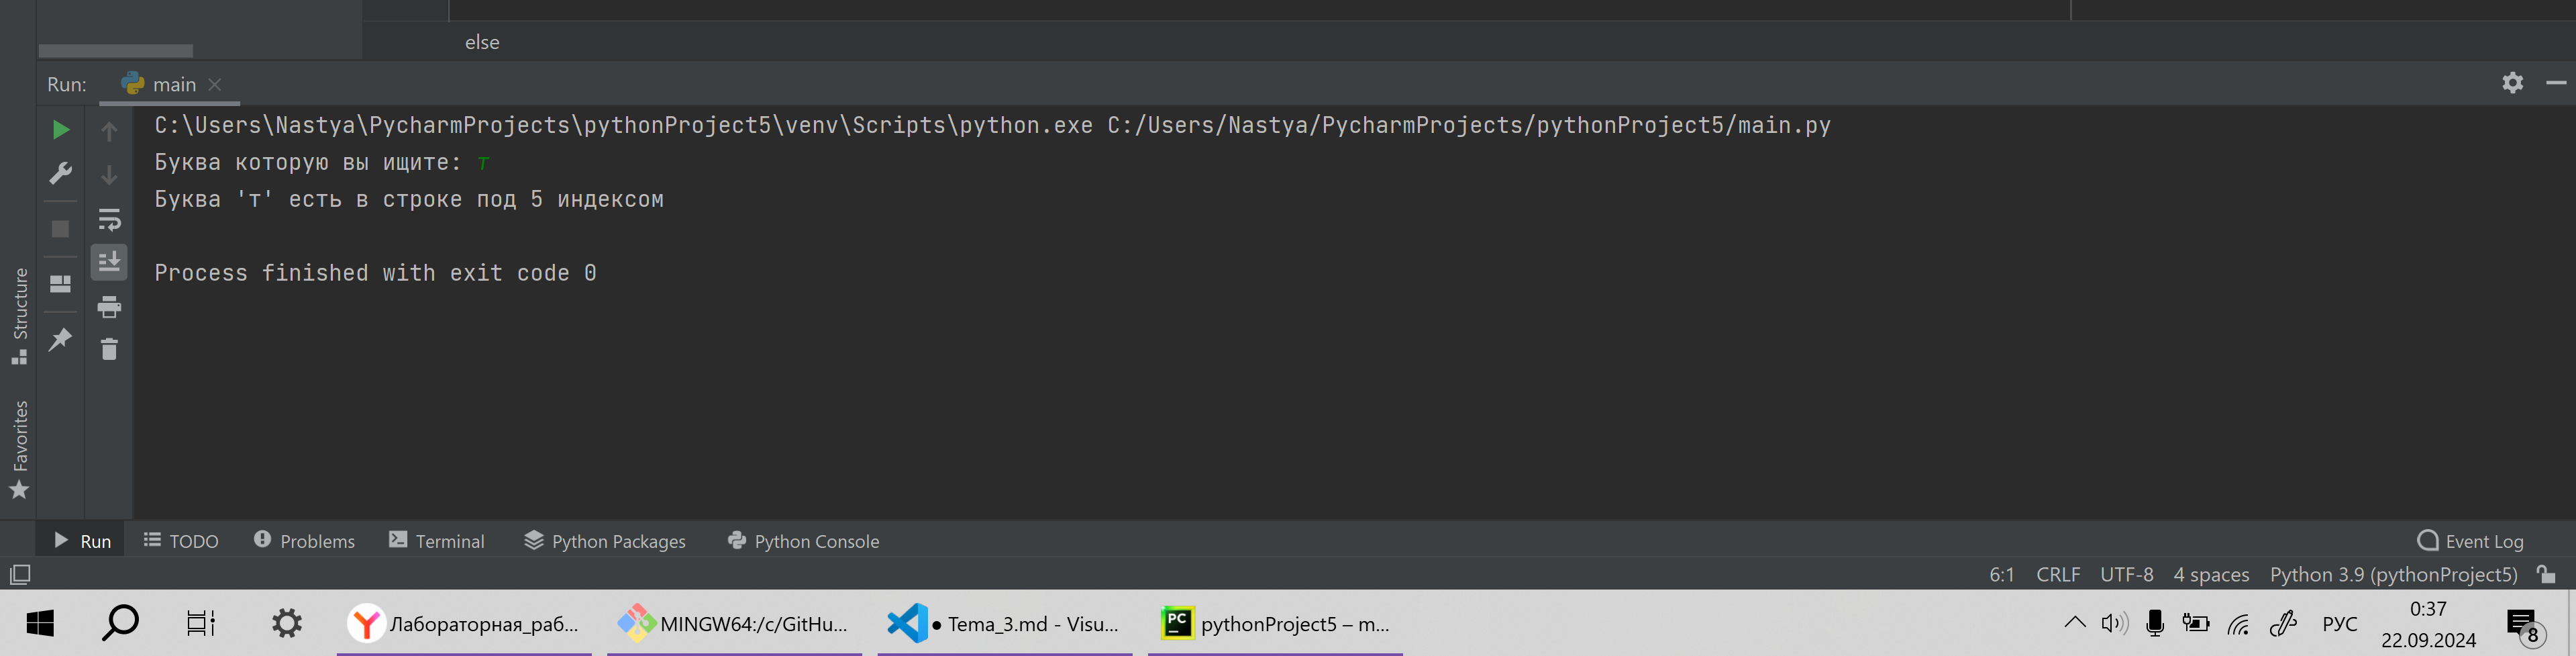 else
Run: main
C:\Users\Nastya\PycharmProjects\pythonProject5\venv\Scripts\python.exe C:/Users/Nastya/PycharmProjects/pythonProject5/main.py
Буква которую вы ищите: т
Буква 'т' есть в строке под 5 индексом
Process finished with exit code 0
Structure
Favorites
Run TODO Problems Terminal Python Packages Python Console Event Log
6:1 CRLF UTF-8 4 spaces Python 3.9 (pythonProject5)
Лабораторная_раб... MINGW64:/c/GitHu... ● Tema_3.md - Visu... PC pythonProject5 – m... РУС 0:37
22.09.2024 8